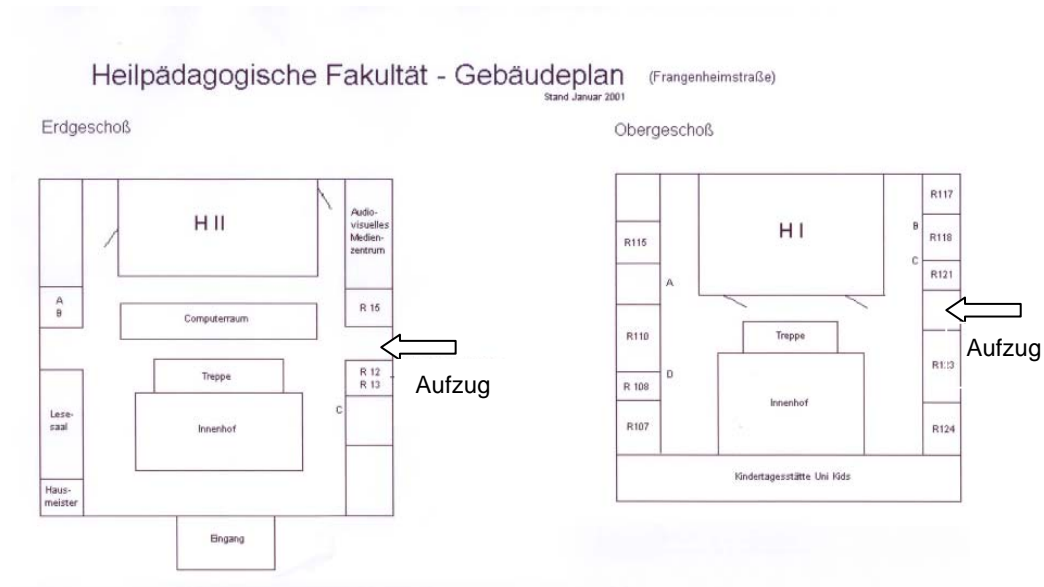 Heilpädagogische Fakultät - Gebäudeplan (Frangenheimstraße)
Stand Januar 2001
Erdgeschoß
H II
Audio-
visuelles
Medien-
zentrum
A
B
R 15
Computerraum
Aufzug
Treppe
R 12
R 13
C
Lese-
saal
Innenhof
Haus-
meister
Eingang
Obergeschoß
R117
H I
B
R118
R115
C
R121
A
Aufzug
R110
Treppe
D
R 108
Innenhof
R107
R124
Kindertagesstätte Uni Kids